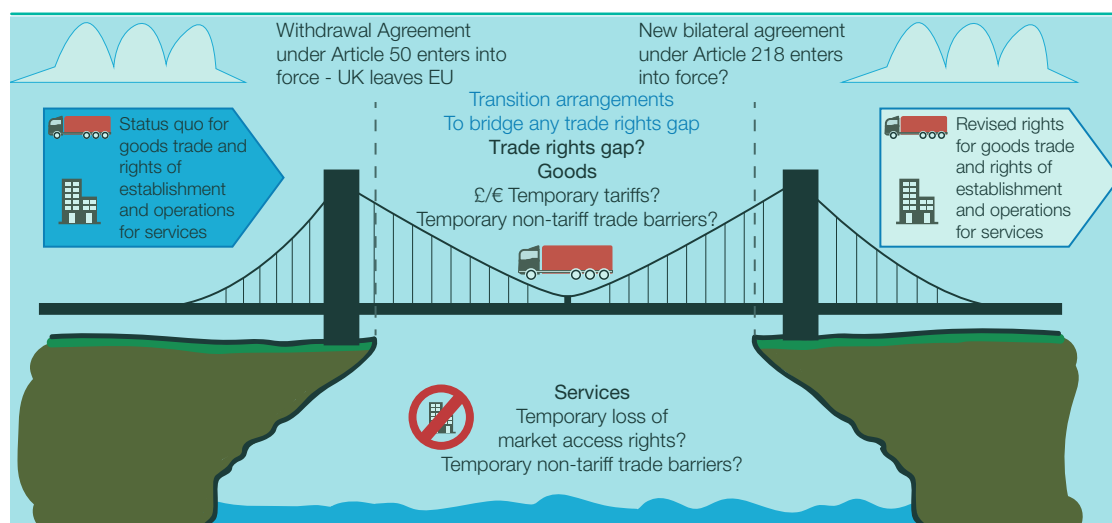 Withdrawal Agreement
under Article 50 enters into
force - UK leaves EU
New bilateral agreement
under Article 218 enters
into force?
Transition arrangements
To bridge any trade rights gap
Trade rights gap?
Goods
£/€ Temporary tariffs?
Temporary non-tariff trade barriers?
Status quo for
goods trade and
rights of
establishment
and operations
for services
Revised rights
for goods trade
and rights of
establishment
and operations
for services
Services
Temporary loss of
market access rights?
Temporary non-tariff trade barriers?